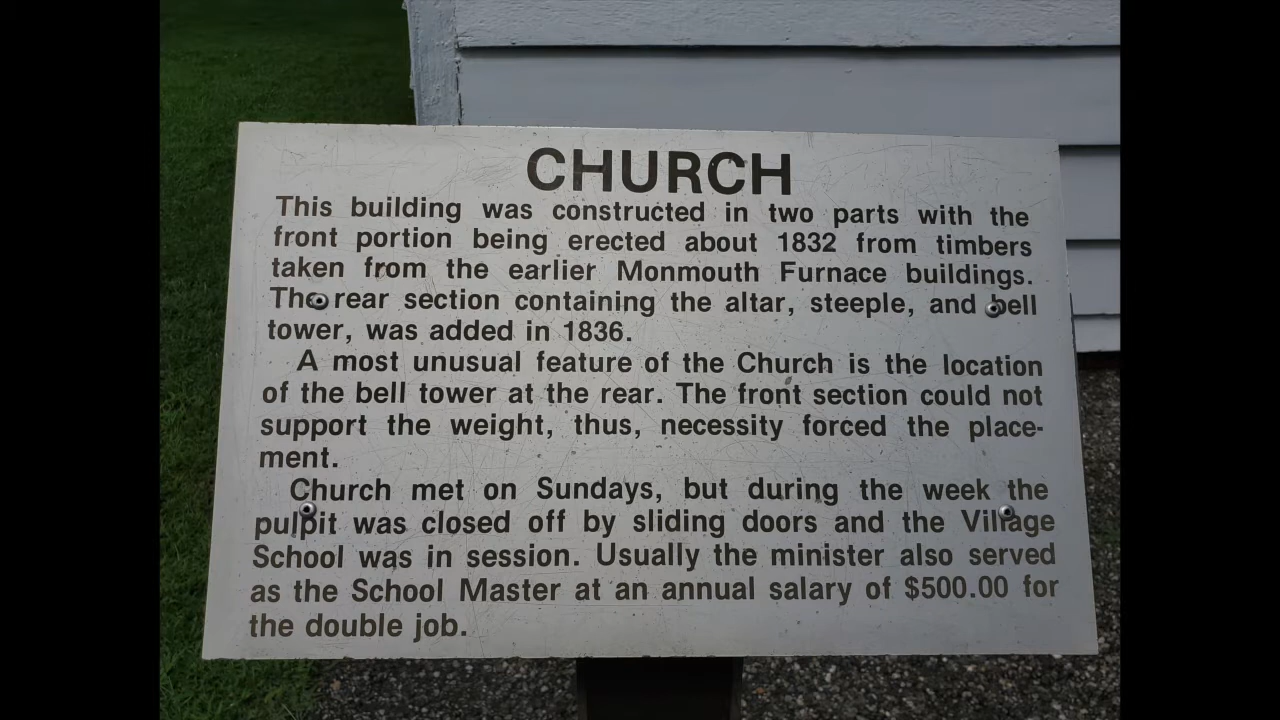 CHURCH
This building was constructed in two parts with the
front portion being erected about 1832 from timbers
taken from the earlier Monmouth Furnace buildings.
The rear section containing the altar, steeple, and bell
tower, was added in 1836.
A most unusual feature of the Church is the location
of the bell tower at the rear. The front section could not
support the weight, thus, necessity forced the place-
ment.
Church met on Sundays, but during the week the
pulpit was closed off by sliding doors and the Village
School was in session. Usually the minister also served
as the School Master at an annual salary of $500.00 for
the double job.